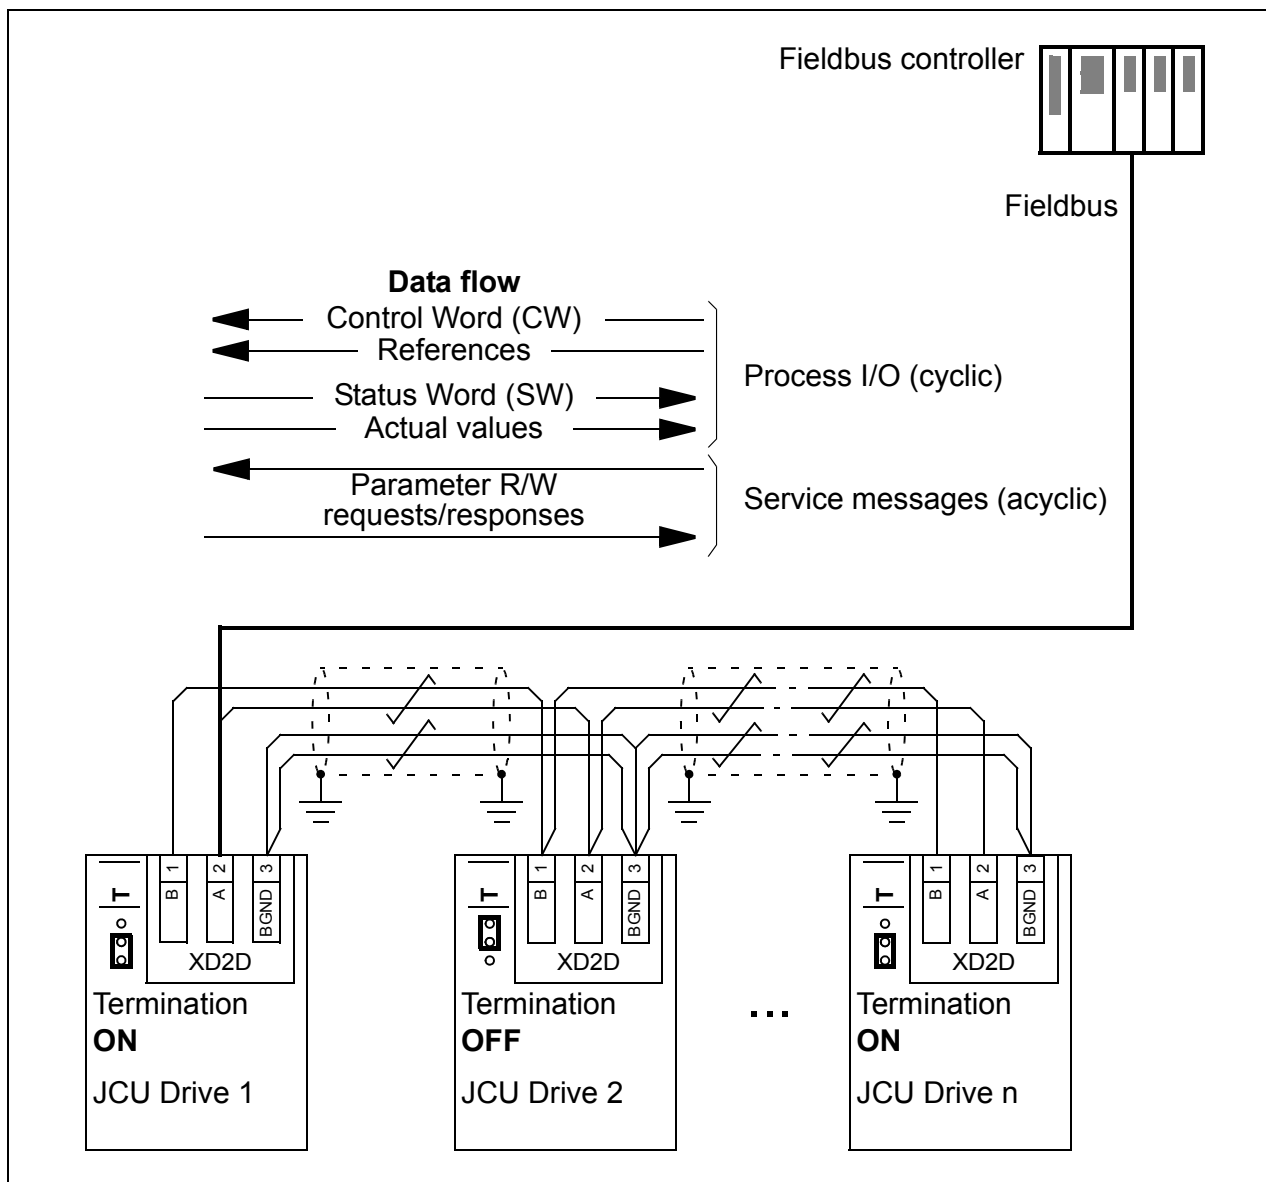 Fieldbus controller
Fieldbus
Data flow
Control Word (CW)
References
Status Word (SW)
Actual values
Process I/O (cyclic)
Parameter R/W
requests/responses
Service messages (acyclic)
T
1
2
3
B
A
BGND
XD2D
Termination
ON
JCU Drive 1
T
1
2
3
B
A
BGND
XD2D
Termination
OFF
JCU Drive 2
...
T
1
2
3
B
A
BGND
XD2D
Termination
ON
JCU Drive n